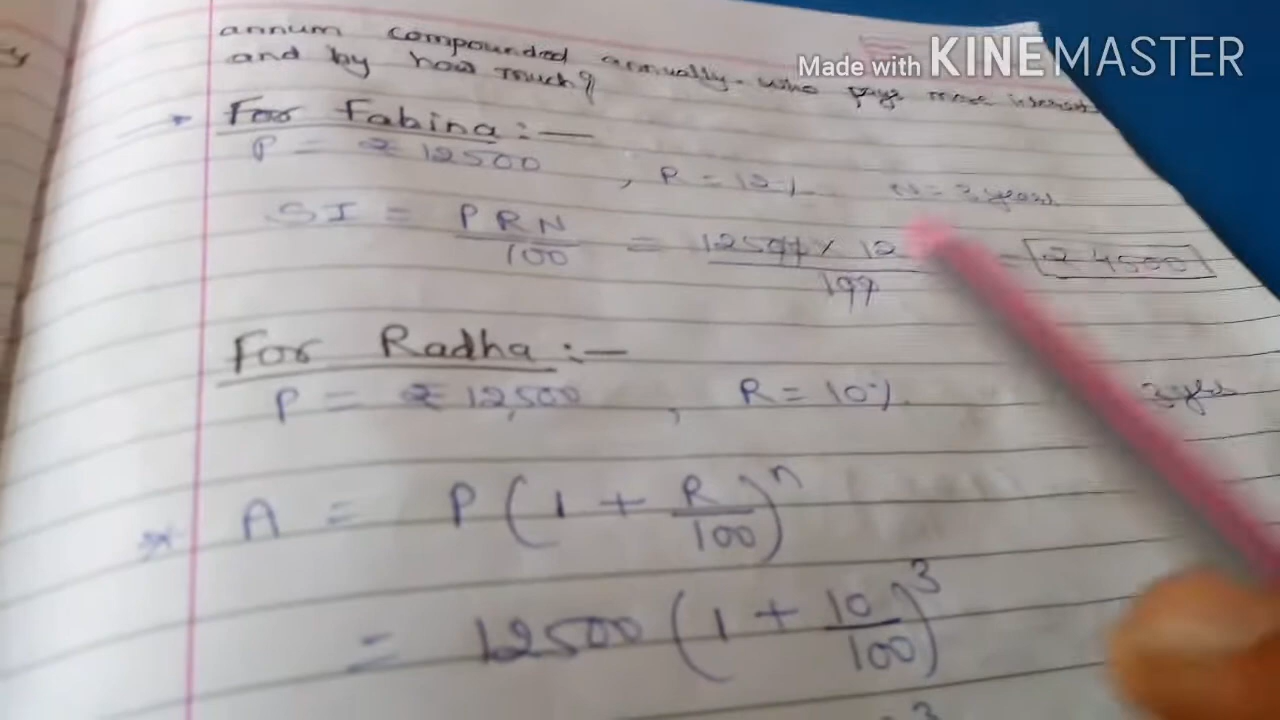 annum compounded annually. who pays more interest
and by how much?
Made with KINEMASTER
For Fabina :—
P = ₹ 12500 , R = 12% N = 3 years
SI = PRN/100 = 12500 × 12 / 100 = ₹ 4500
For Radha :—
P = ₹ 12,500 , R = 10% 3 yrs
A = P(1 + R/100)^n
= 12500(1 + 10/100)^3
3